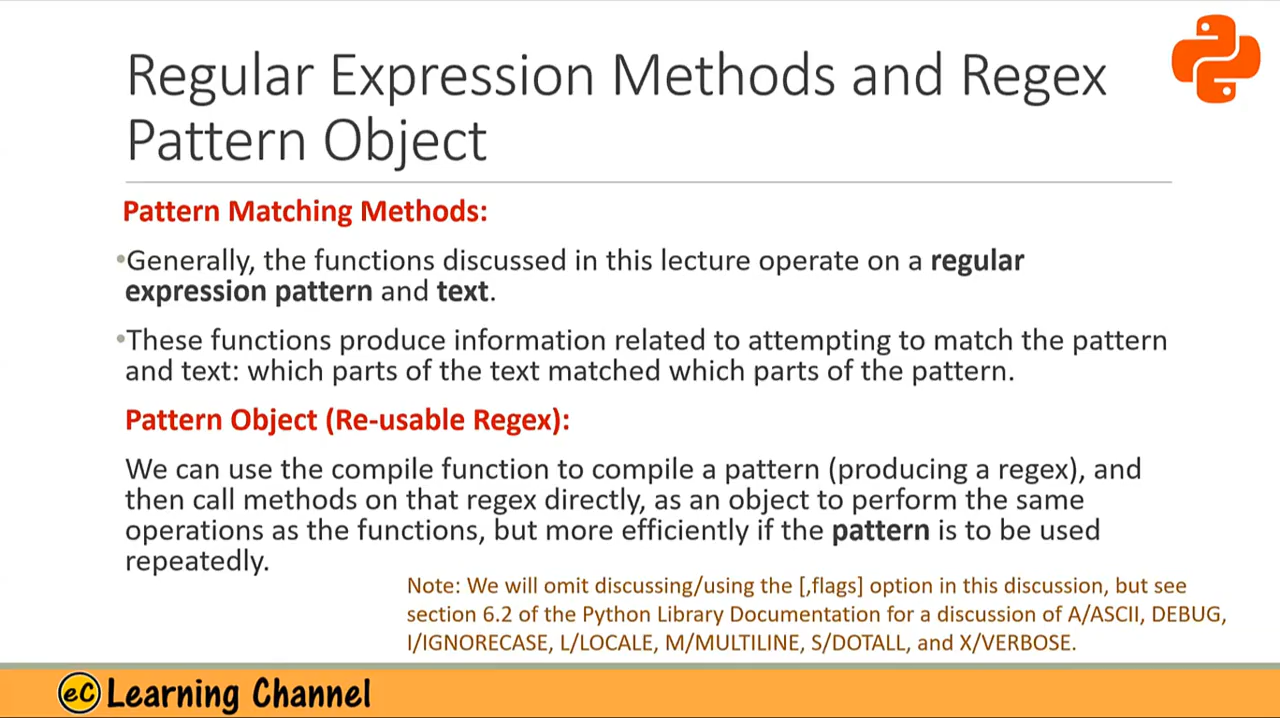 Regular Expression Methods and Regex
Pattern Object
Pattern Matching Methods:
•Generally, the functions discussed in this lecture operate on a regular
expression pattern and text.
•These functions produce information related to attempting to match the pattern
and text: which parts of the text matched which parts of the pattern.
Pattern Object (Re-usable Regex):
We can use the compile function to compile a pattern (producing a regex), and
then call methods on that regex directly, as an object to perform the same
operations as the functions, but more efficiently if the pattern is to be used
repeatedly.
Note: We will omit discussing/using the [,flags] option in this discussion, but see
section 6.2 of the Python Library Documentation for a discussion of A/ASCII, DEBUG,
I/IGNORECASE, L/LOCALE, M/MULTILINE, S/DOTALL, and X/VERBOSE.
eC Learning Channel